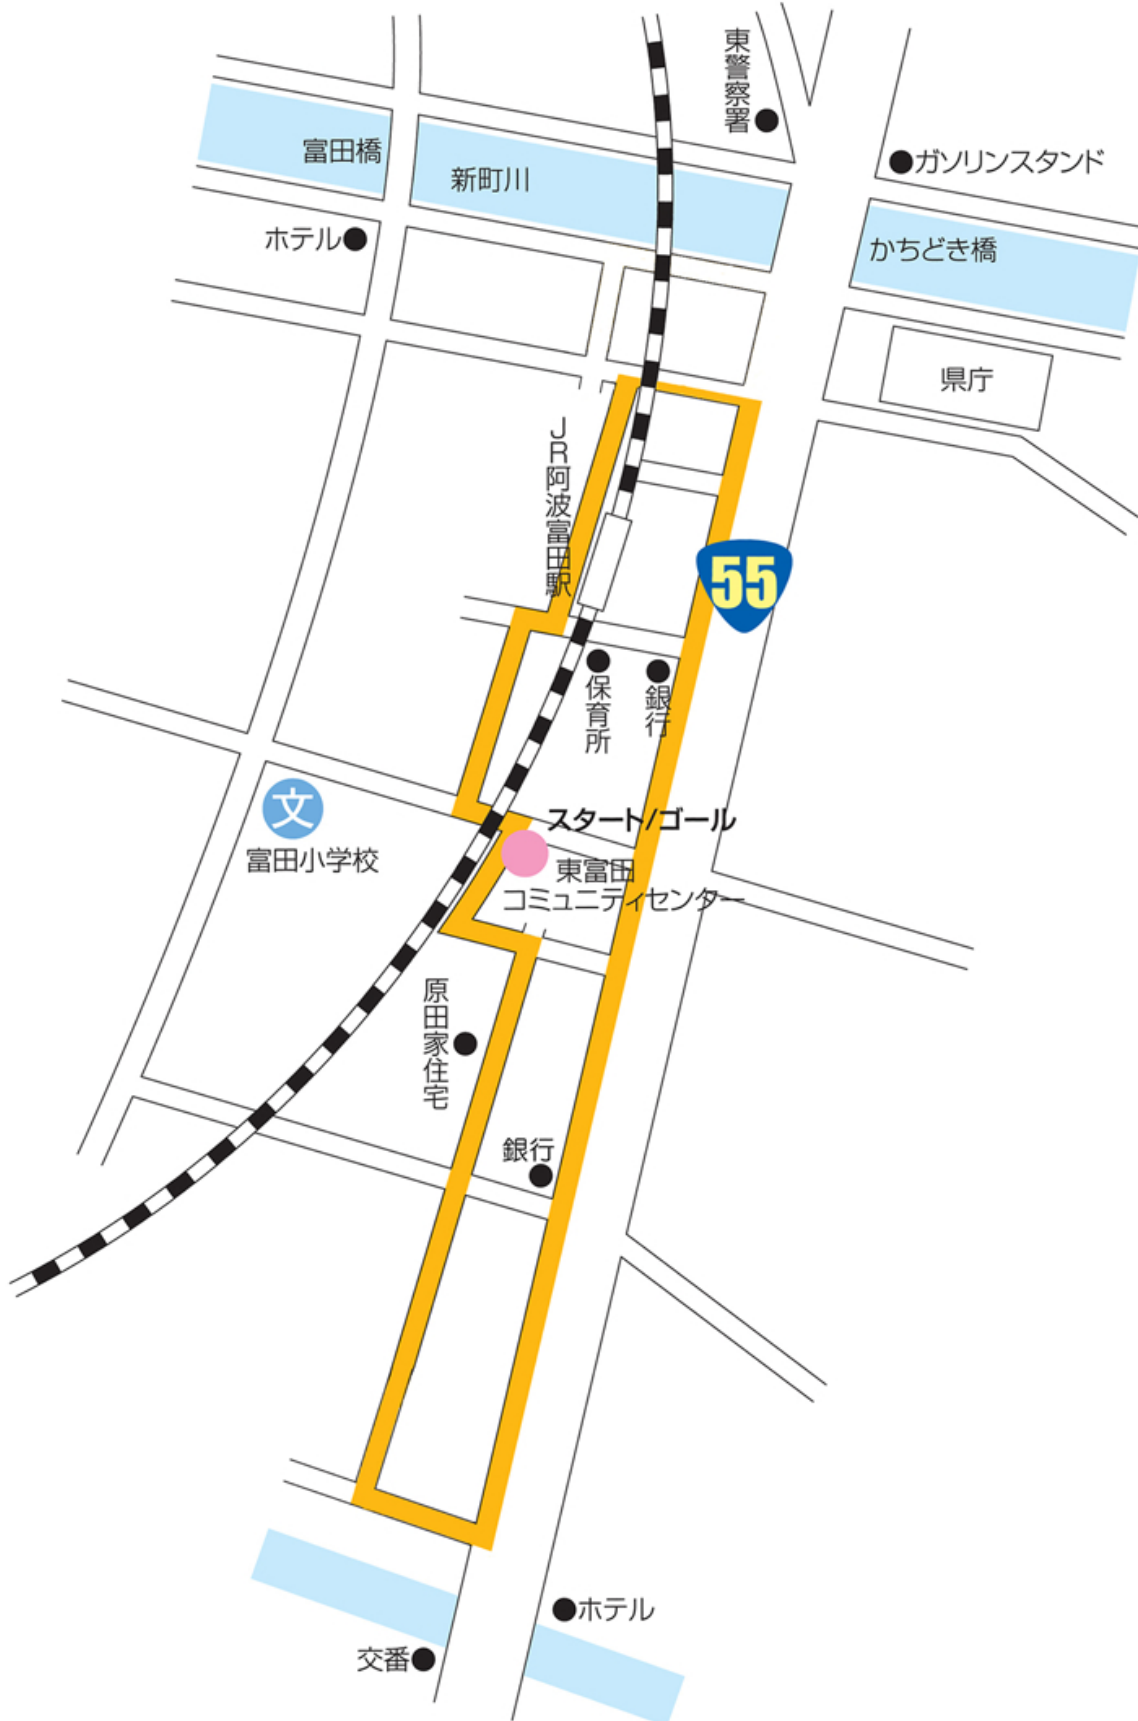 東警察署
ガソリンスタンド
富田橋
新町川
ホテル
かちどき橋
県庁
JR阿波富田駅
55
保育所
銀行
文
富田小学校
スタート/ゴール
東富田
コミュニティセンター
原田家住宅
銀行
ホテル
交番